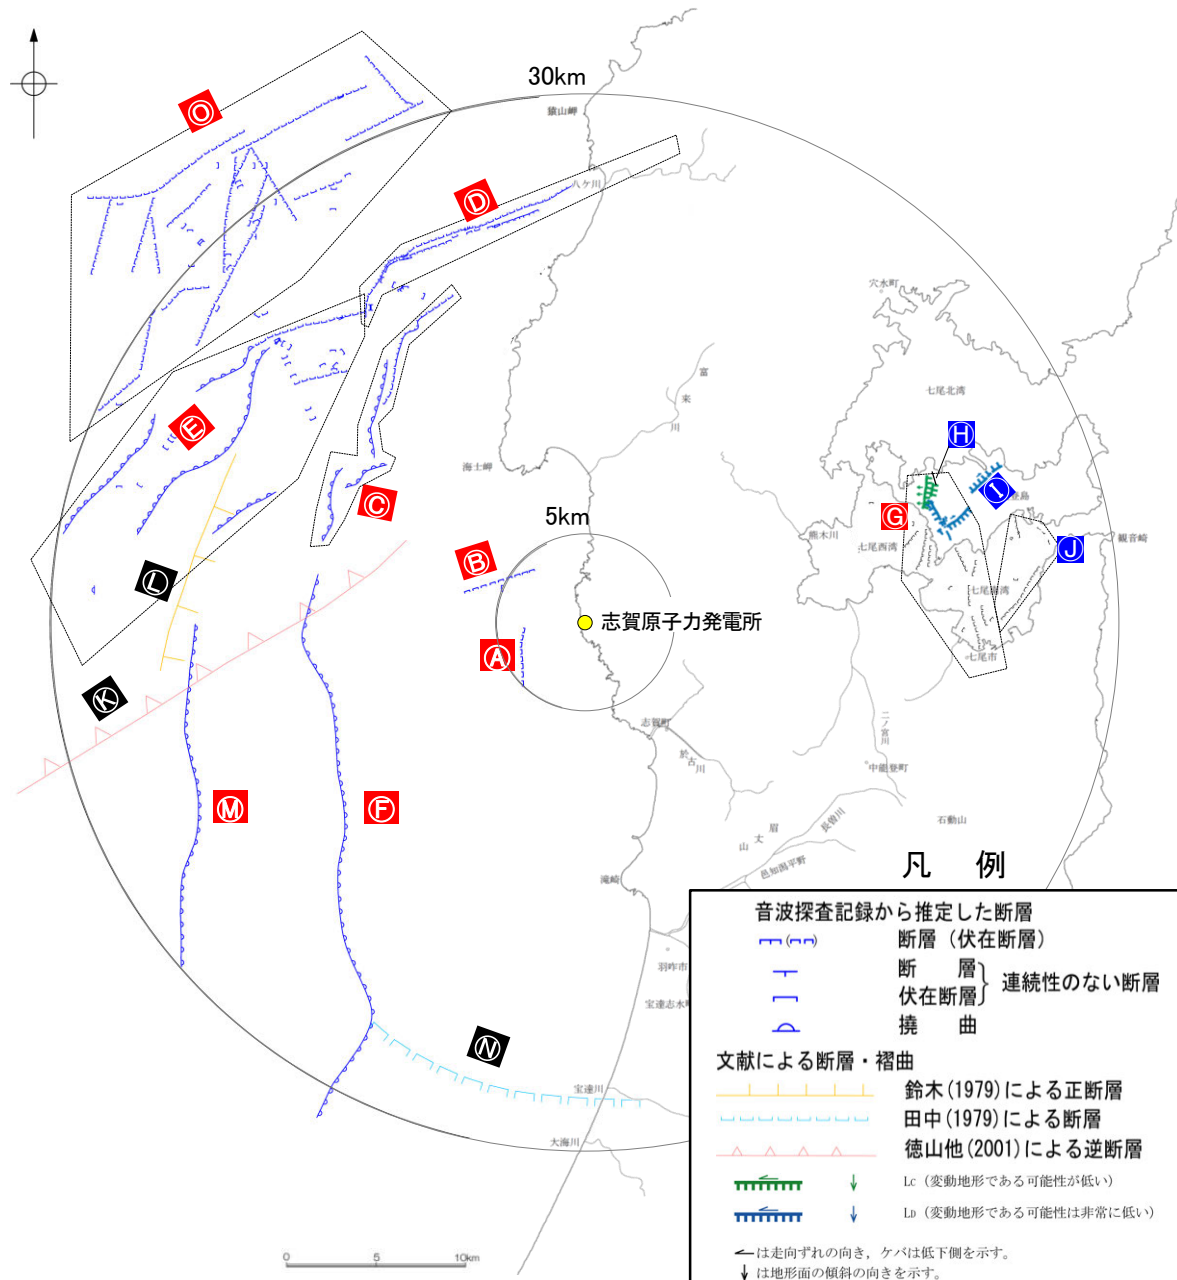 30km
猿山岬
Ⓞ
八ケ川
Ⓓ
穴水町
富
来
川
七尾北湾
Ⓔ
Ⓗ
海士岬
Ⓘ
Ⓒ
能登島
5km
Ⓖ
熊木川
七尾西湾
Ⓙ
観音崎
Ⓑ
Ⓛ
七尾南湾
志賀原子力発電所
Ⓐ
七尾市
Ⓚ
志賀町
於
古
川
二
ノ
宮
川
中能登町
Ⓜ
Ⓕ
眉
丈
山
長曽川
石動山
邑知潟平野
滝崎
凡 例
羽咋市
宝達志水町
Ⓝ
宝達川
大海川
0 5 10km
音波探査記録から推定した断層
断層（伏在断層）
断 層
伏在断層
連続性のない断層
撓 曲
文献による断層・褶曲
鈴木(1979)による正断層
田中(1979)による断層
徳山他(2001)による逆断層
LC（変動地形である可能性が低い）
LD（変動地形である可能性は非常に低い）
は走向ずれの向き，ケバは低下側を示す。
は地形面の傾斜の向きを示す。